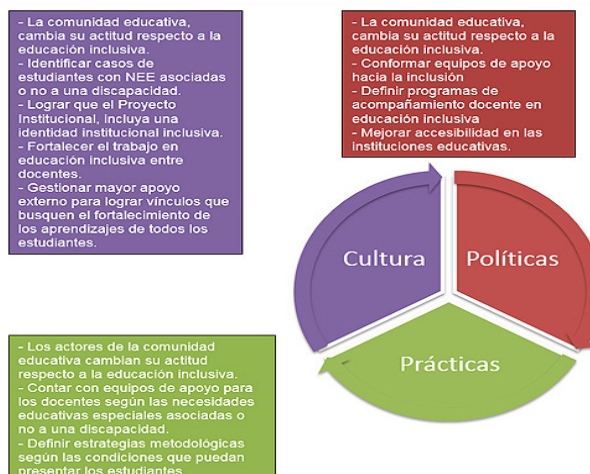 - La comunidad educativa,
cambia su actitud respecto a la
educación inclusiva.
- Identificar casos de
estudiantes con NEE asociadas
o no a una discapacidad.
- Lograr que el Proyecto
Institucional, incluya una
identidad institucional inclusiva.
- Fortalecer el trabajo en
educación inclusiva entre
docentes.
- Gestionar mayor apoyo
externo para lograr vínculos que
busquen el fortalecimiento de
los aprendizajes de todos los
estudiantes.
- La comunidad educativa,
cambia su actitud respecto a la
educación inclusiva.
- Conformar equipos de apoyo
hacia la inclusión
- Definir programas de
acompañamiento docente en
educación inclusiva
- Mejorar accesibilidad en las
instituciones educativas.
Cultura
Políticas
Prácticas
- Los actores de la comunidad
educativa cambian su actitud
respecto a la educación inclusiva.
- Contar con equipos de apoyo para
los docentes según las necesidades
educativas especiales asociadas o
no a una discapacidad.
- Definir estrategias metodológicas
según las condiciones que puedan
presentar los estudiantes